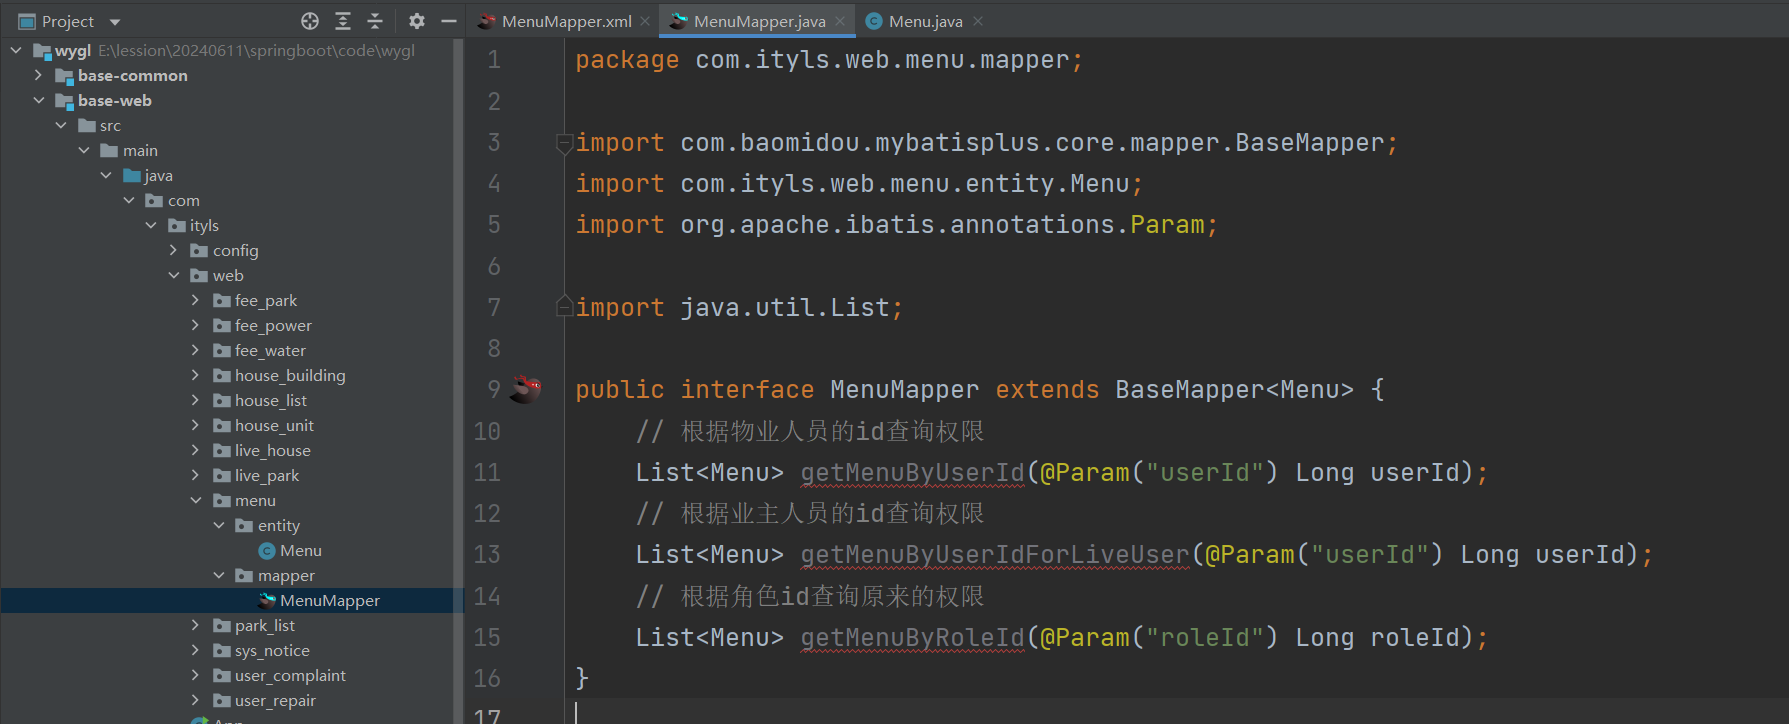 Project
wygl E:\lession\20240611\springboot\code\wygl
base-common
base-web
src
main
java
com
ityls
config
web
fee_park
fee_power
fee_water
house_building
house_list
house_unit
live_house
live_park
menu
entity
Menu
mapper
MenuMapper
park_list
sys_notice
user_complaint
user_repair
MenuMapper.xml
MenuMapper.java
Menu.java
1 package com.ityls.web.menu.mapper;
2
3 import com.baomidou.mybatisplus.core.mapper.BaseMapper;
4 import com.ityls.web.menu.entity.Menu;
5 import org.apache.ibatis.annotations.Param;
6
7 import java.util.List;
8
9 public interface MenuMapper extends BaseMapper<Menu> {
10 // 根据物业人员的id查询权限
11 List<Menu> getMenuByUserId(@Param("userId") Long userId);
12 // 根据业主人员的id查询权限
13 List<Menu> getMenuByUserIdForLiveUser(@Param("userId") Long userId);
14 // 根据角色id查询原来的权限
15 List<Menu> getMenuByRoleId(@Param("roleId") Long roleId);
16 }
17